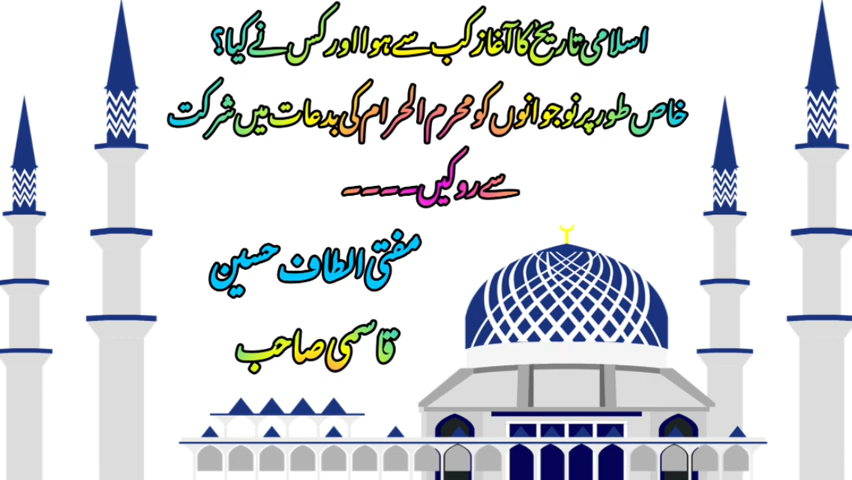 اسلامی تاریخ کا آغاز کب سے ہوا اور کس نے کیا؟
خاص طور پر نوجوانوں کو محرم الحرام کی بدعات میں شرکت
سے روکیں۔۔۔۔
مفتی الطاف حسین
قاسمی صاحب